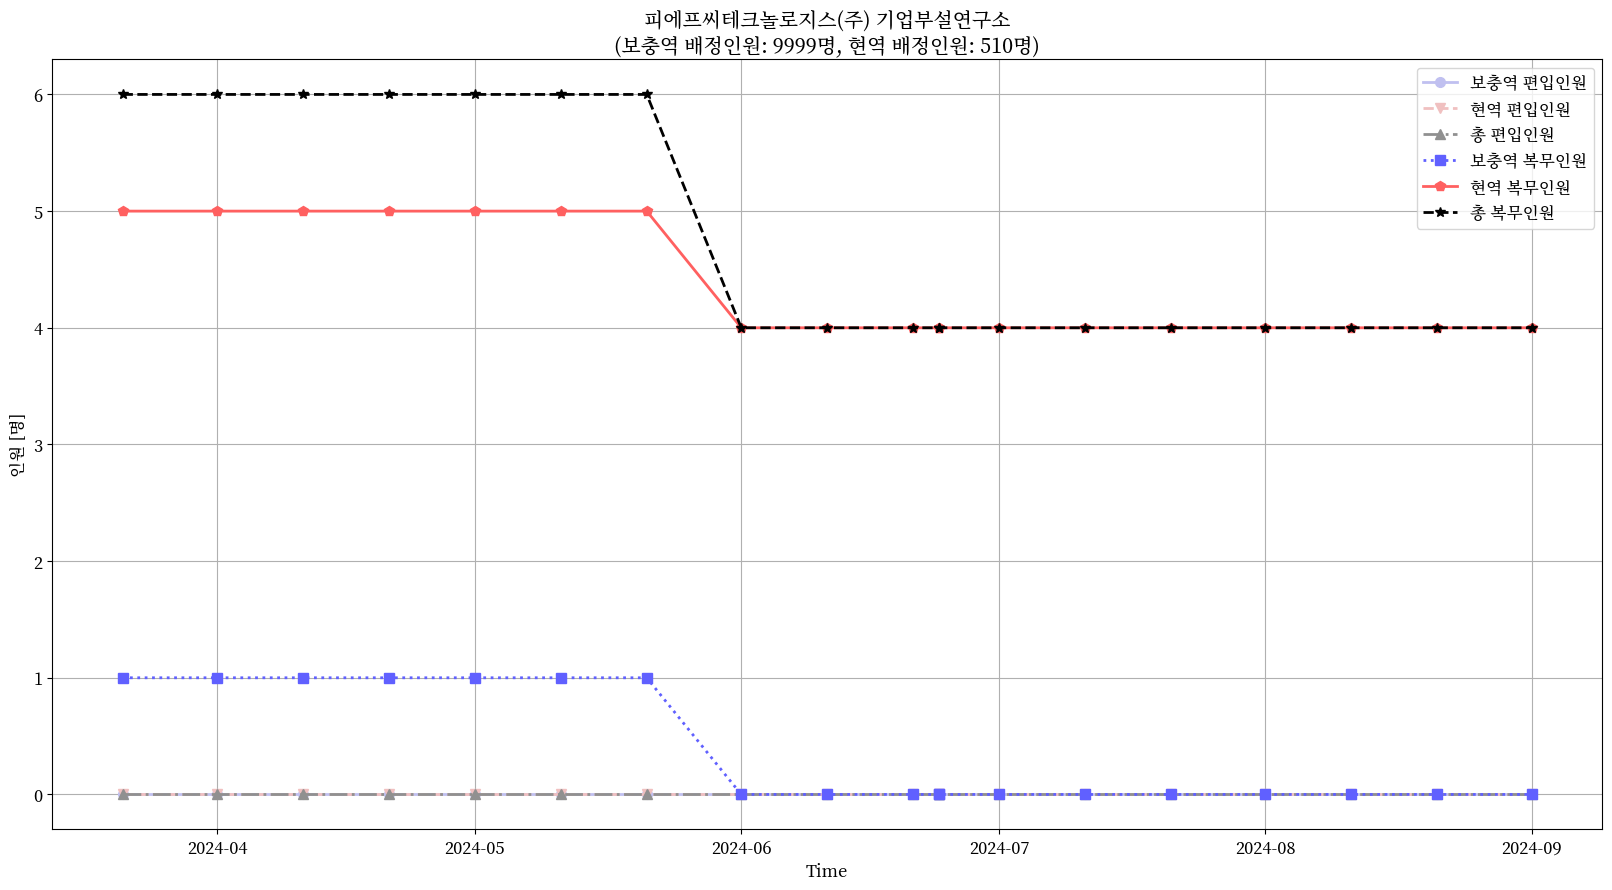 피에프씨테크놀로지스(주) 기업부설연구소
(보충역 배정인원: 9999명, 현역 배정인원: 510명)
보충역 편입인원
현역 편입인원
총 편입인원
보충역 복무인원
현역 복무인원
총 복무인원
인원 [명]
6
5
4
3
2
1
0
2024-04
2024-05
2024-06
2024-07
2024-08
2024-09
Time